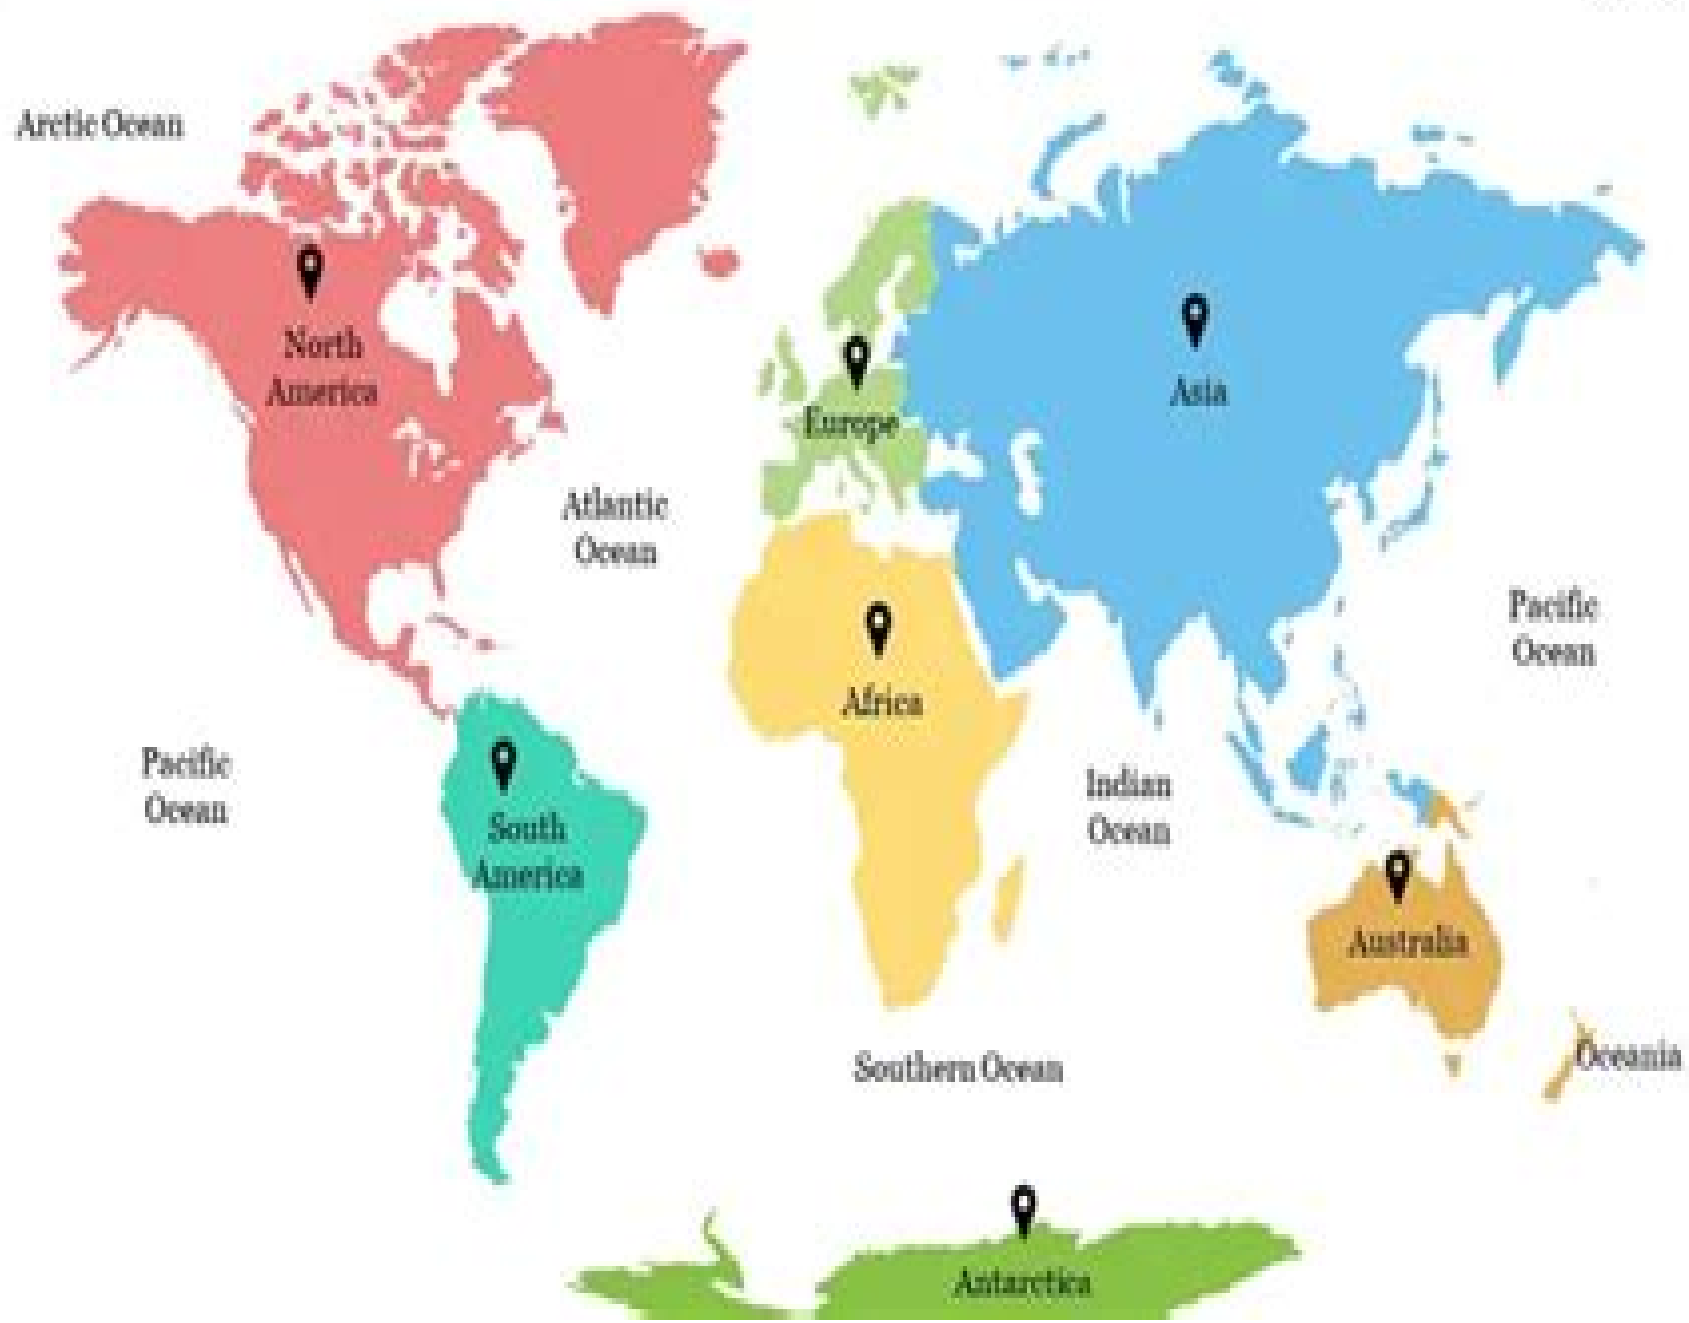 Arctic Ocean
North
America
Asia
Europe
Atlantic
Ocean
Pacific
Ocean
Africa
Pacific
Ocean
Indian
Ocean
South
America
Australia
Oceania
Southern Ocean
Antarctica